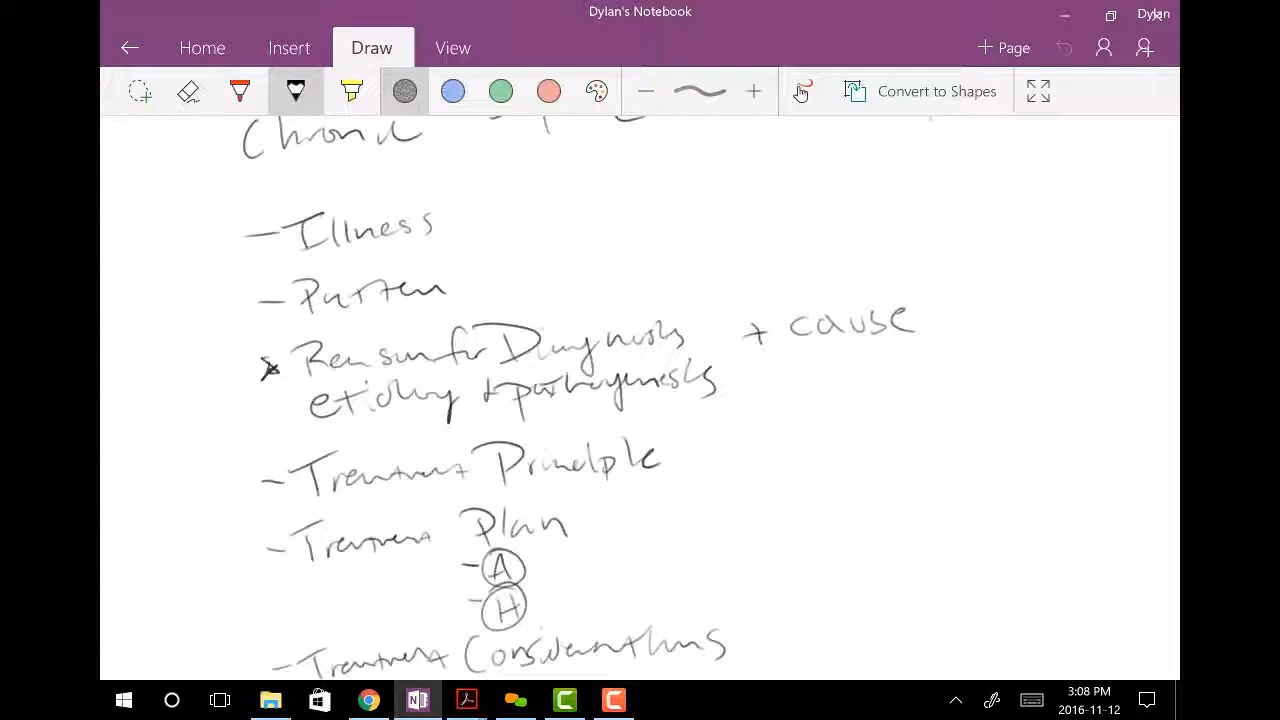 Dylan's Notebook
Dylan
Home Insert Draw View
+ Page
Convert to Shapes
Chronic
- Illness
- Pattern
Reason for Diagnosis + cause
etiology + pathogenesis
- Treatment Principle
- Treatment Plan
- A
- H
- Treatment Considerations
3:08 PM
2016-11-12